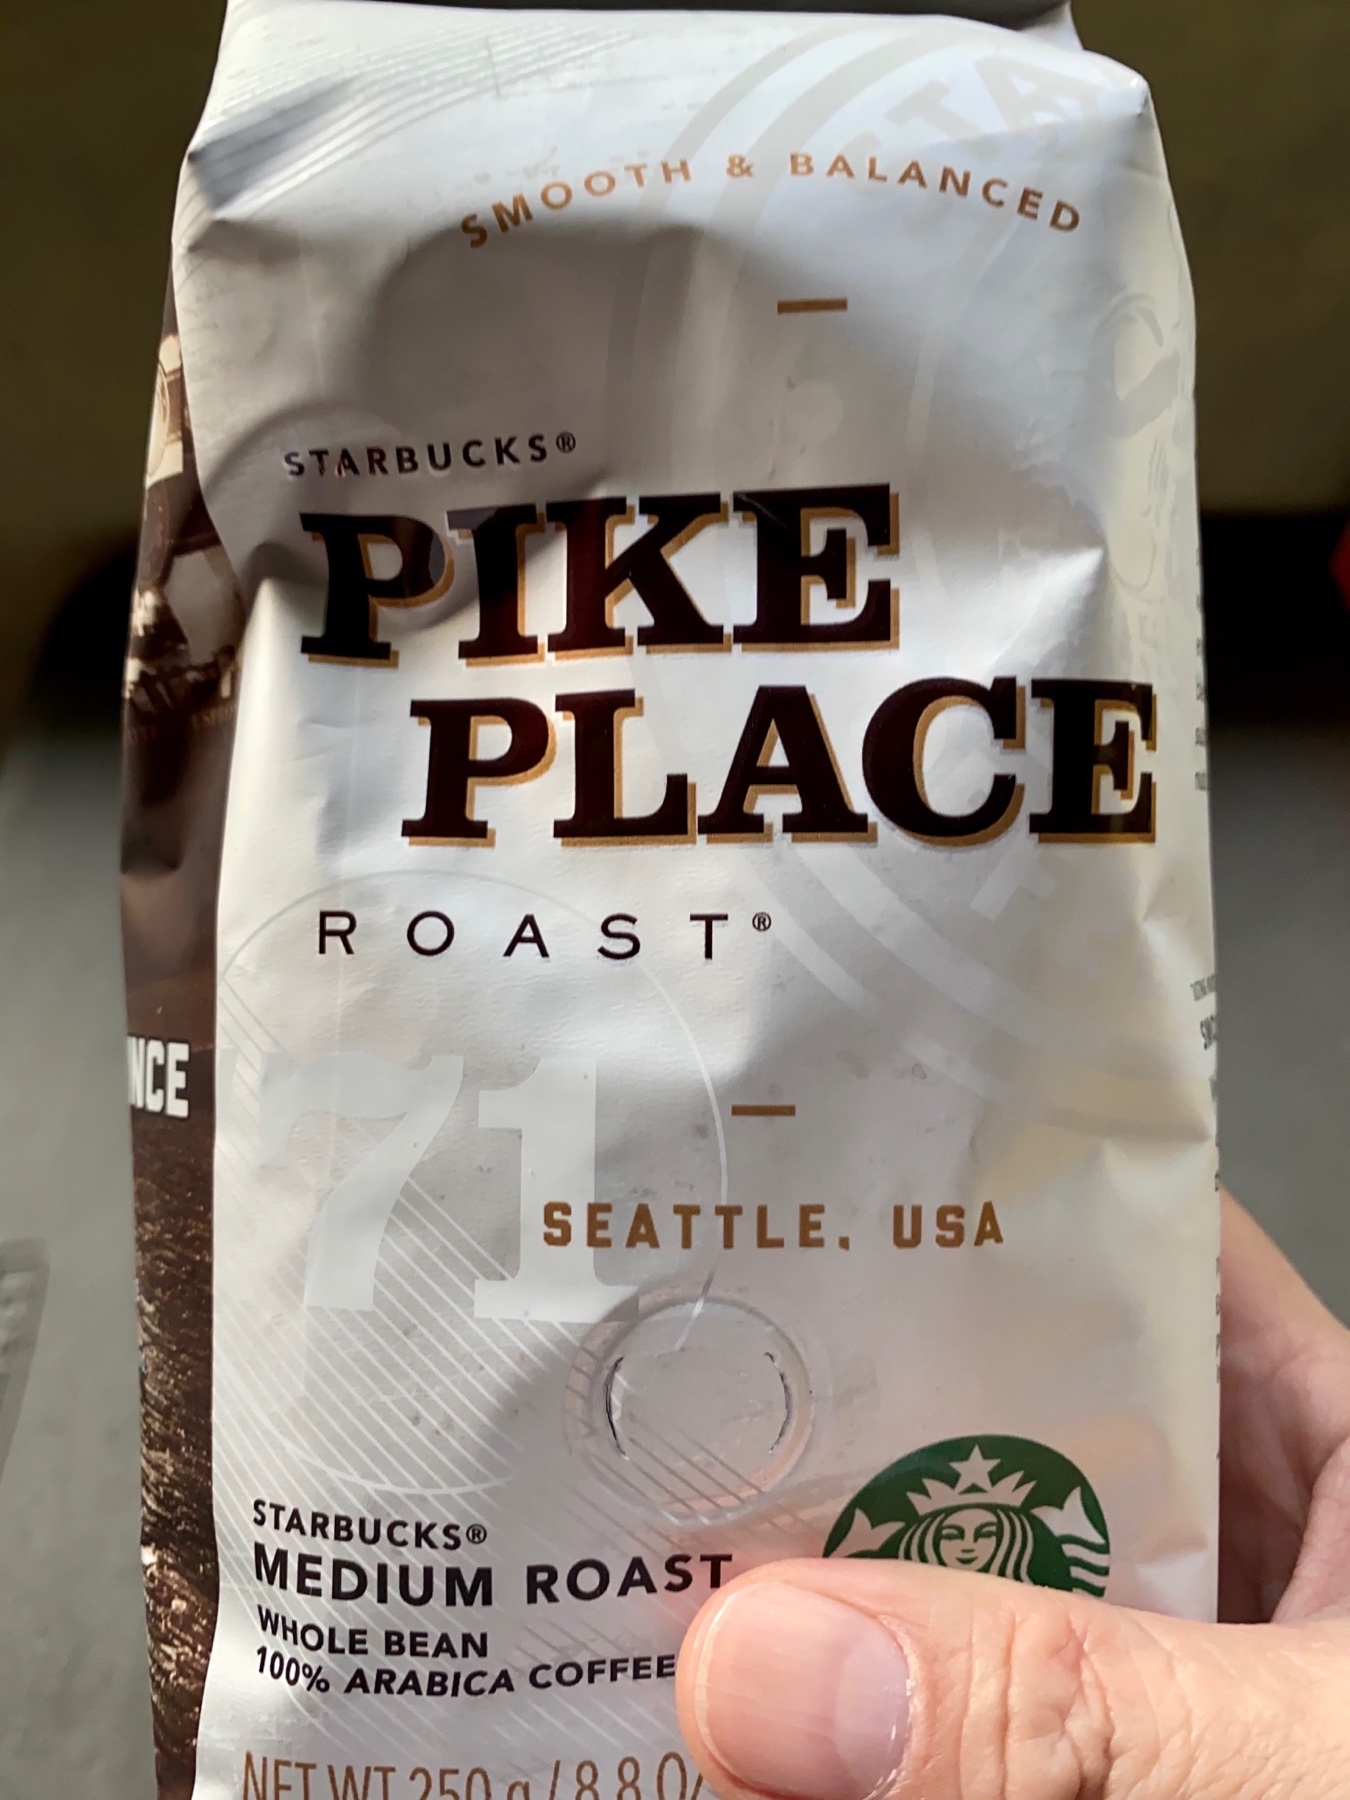 SMOOTH & BALANCED
STARBUCKS®
PIKE
PLACE
ROAST®
71
SEATTLE, USA
NCE
STARBUCKS®
MEDIUM ROAST
WHOLE BEAN
100% ARABICA COFFEE
NET WT 250 g / 8.8 OZ